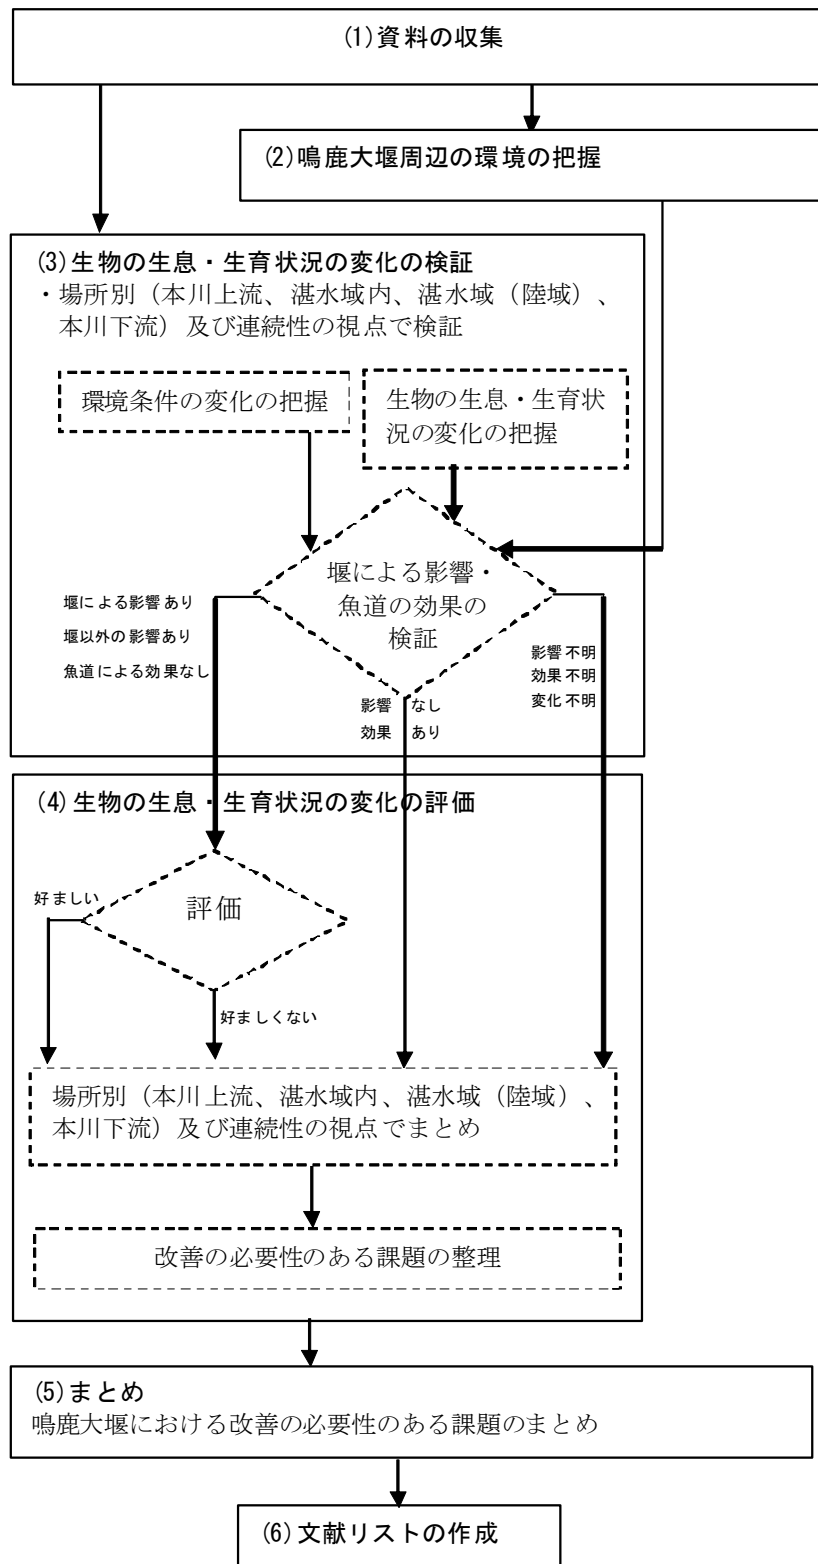 (1)資料の収集
(2)鳴鹿大堰周辺の環境の把握
(3)生物の生息・生育状況の変化の検証
・場所別（本川上流、湛水域内、湛水域（陸域）、
本川下流）及び連続性の視点で検証
環境条件の変化の把握
生物の生息・生育状
況の変化の把握
堰による影響・
魚道の効果の
検証
堰による影響あり
堰以外の影響あり
魚道による効果なし
影響 なし
効果 あり
影響不明
効果不明
変化不明
(4)生物の生息・生育状況の変化の評価
評価
好ましい
好ましくない
場所別（本川上流、湛水域内、湛水域（陸域）、
本川下流）及び連続性の視点でまとめ
改善の必要性のある課題の整理
(5)まとめ
鳴鹿大堰における改善の必要性のある課題のまとめ
(6)文献リストの作成